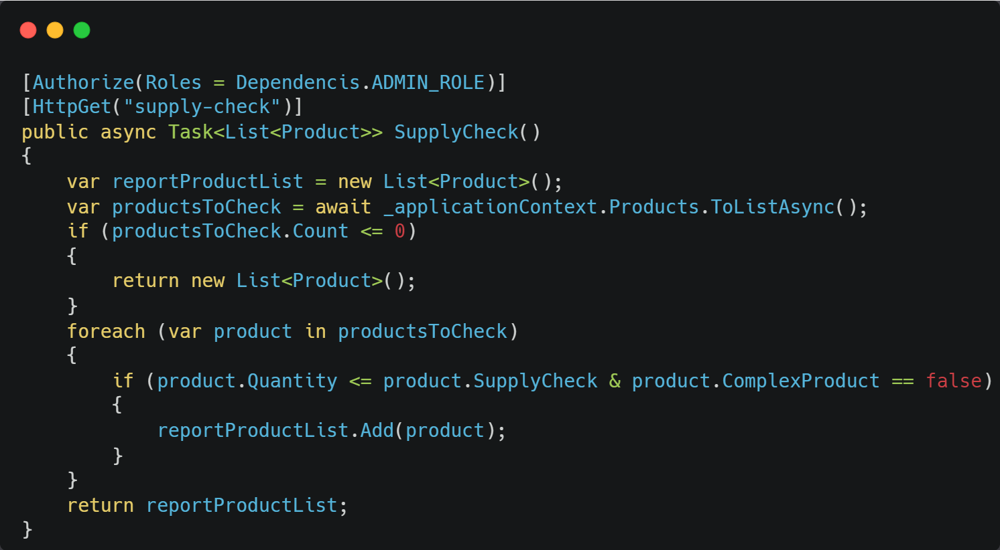 [Authorize(Roles = Dependencis.ADMIN_ROLE)]
[HttpGet("supply-check")]
public async Task<List<Product>> SupplyCheck()
{
    var reportProductList = new List<Product>();
    var productsToCheck = await _applicationContext.Products.ToListAsync();
    if (productsToCheck.Count <= 0)
    {
        return new List<Product>();
    }
    foreach (var product in productsToCheck)
    {
        if (product.Quantity <= product.SupplyCheck & product.ComplexProduct == false)
        {
            reportProductList.Add(product);
        }
    }
    return reportProductList;
}